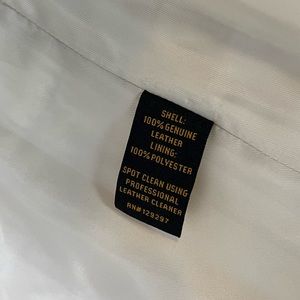 SHELL:
100% GENUINE
LEATHER
LINING:
100% POLYESTER
SPOT CLEAN USING
PROFESSIONAL
LEATHER CLEANER
RN# 129297